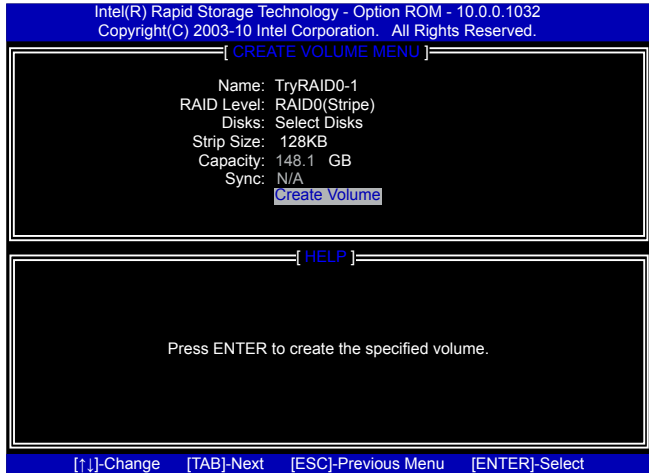 Intel(R) Rapid Storage Technology - Option ROM - 10.0.0.1032
Copyright(C) 2003-10 Intel Corporation. All Rights Reserved.
[ CREATE VOLUME MENU ]
Name: TryRAID0-1
RAID Level: RAID0(Stripe)
Disks: Select Disks
Strip Size: 128KB
Capacity: 148.1 GB
Sync: N/A
Create Volume
[ HELP ]
Press ENTER to create the specified volume.
[↑↓]-Change [TAB]-Next [ESC]-Previous Menu [ENTER]-Select